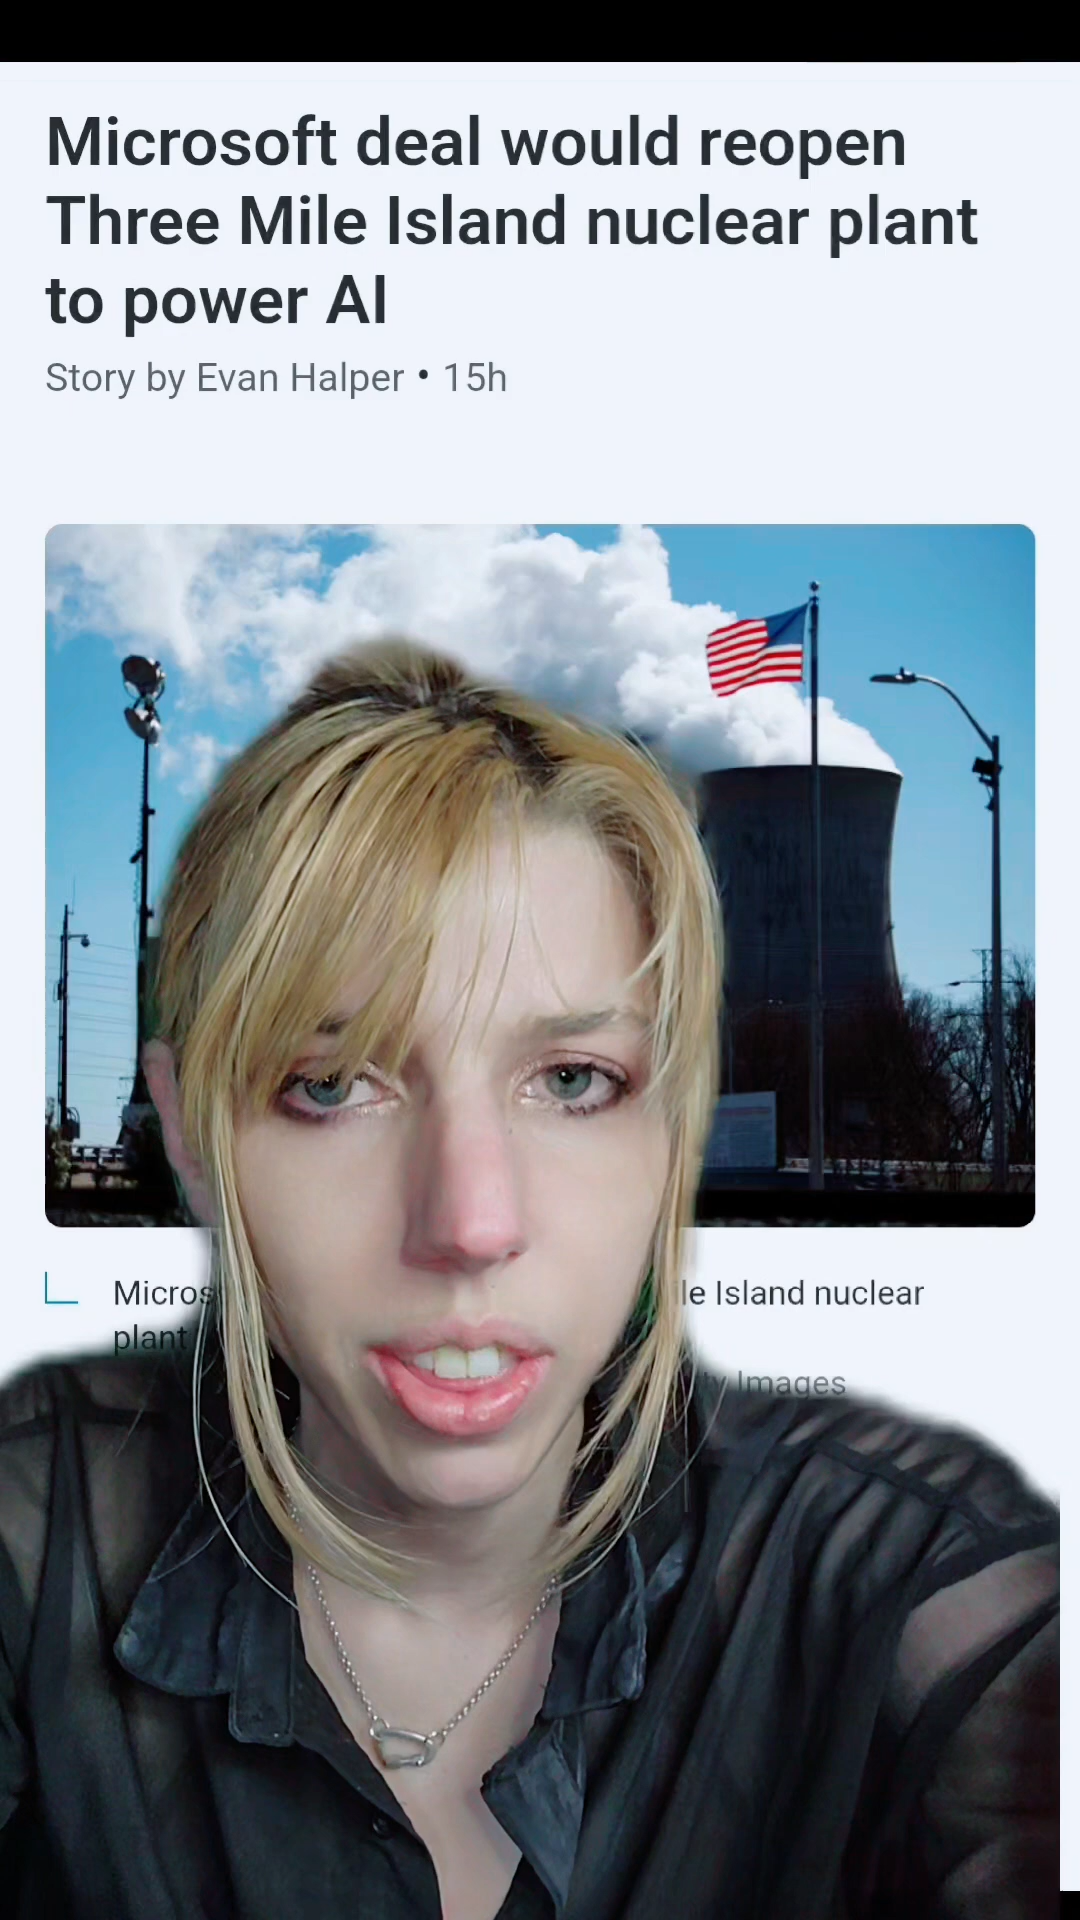 Microsoft deal would reopen
Three Mile Island nuclear plant
to power AI
Story by Evan Halper • 15h
Micros ile Island nuclear
plant
Images